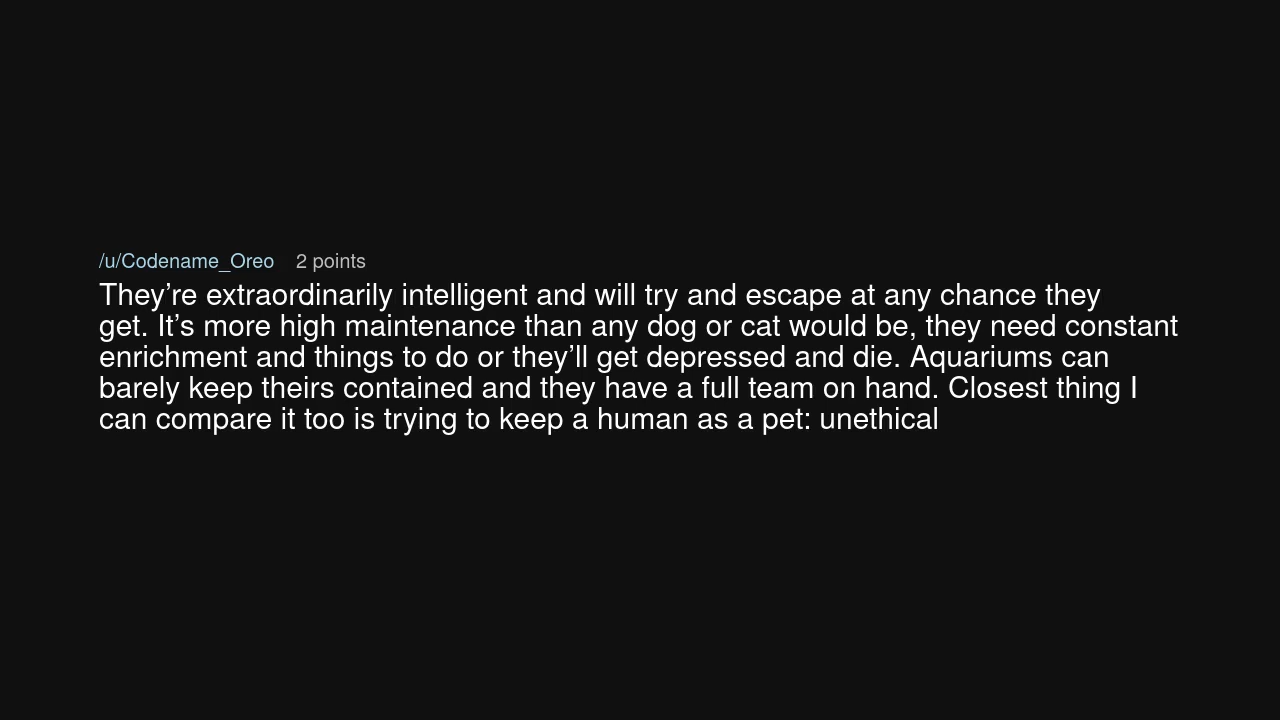 /u/Codename_Oreo 2 points
They’re extraordinarily intelligent and will try and escape at any chance they
get. It’s more high maintenance than any dog or cat would be, they need constant
enrichment and things to do or they’ll get depressed and die. Aquariums can
barely keep theirs contained and they have a full team on hand. Closest thing I
can compare it too is trying to keep a human as a pet: unethical